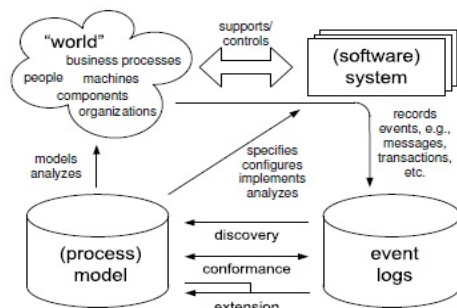 “world”
business processes
people machines
components
organizations
supports/
controls
(software)
system
records
events, e.g.,
messages,
transactions,
etc.
models
analyzes
specifies
configures
implements
analyzes
(process)
model
discovery
conformance
extension
event
logs